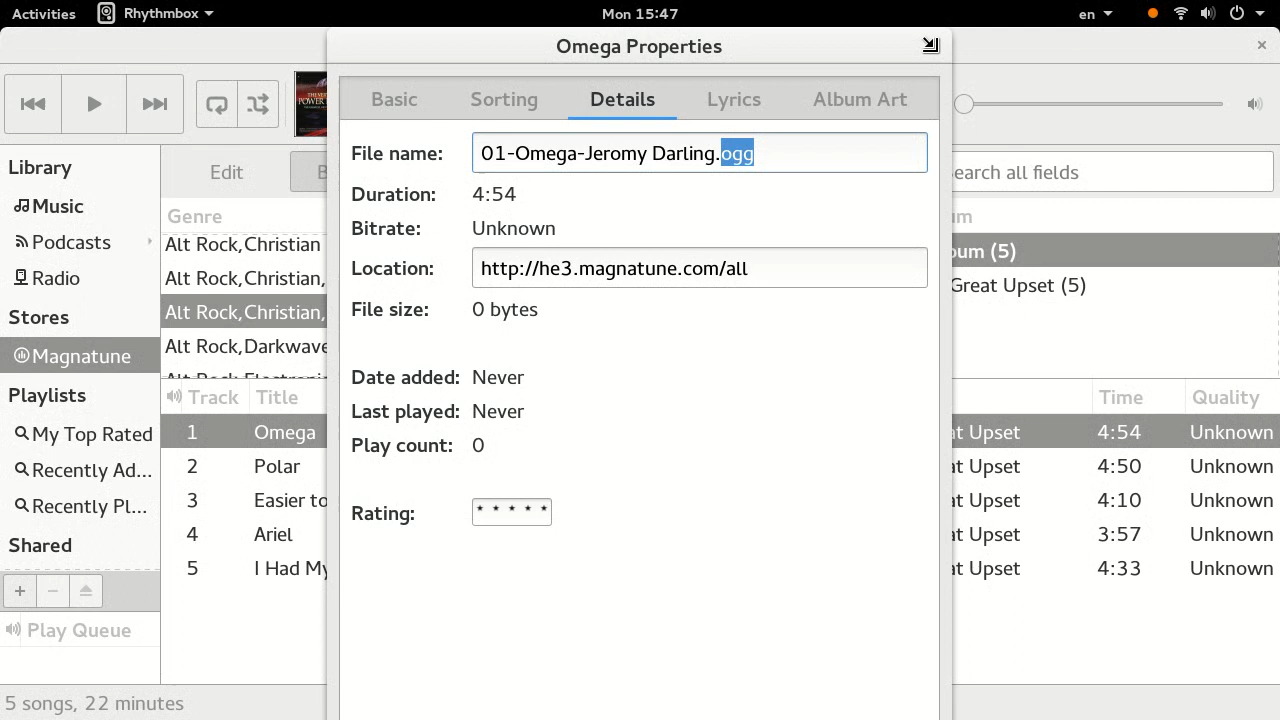 Activities Rhythmbox Mon 15:47 en
Omega Properties
Basic Sorting Details Lyrics Album Art
File name: 01-Omega-Jeromy Darling.ogg
Duration: 4:54
Bitrate: Unknown
Location: http://he3.magnatune.com/all
File size: 0 bytes
Date added: Never
Last played: Never
Play count: 0
Rating: * * * * *
Library
Music
Podcasts
Radio
Stores
Magnatune
Playlists
My Top Rated
Recently Ad...
Recently Pl...
Shared
Play Queue
Edit
all fields
Genre
Alt Rock,Christian
Alt Rock,Christian,
Alt Rock,Christian,
Alt Rock,Darkwave
(5)
Great Upset (5)
Track Title Time Quality
1 Omega Upset 4:54 Unknown
2 Polar Upset 4:50 Unknown
3 Easier to Upset 4:10 Unknown
4 Ariel Upset 3:57 Unknown
5 I Had My Upset 4:33 Unknown
5 songs, 22 minutes